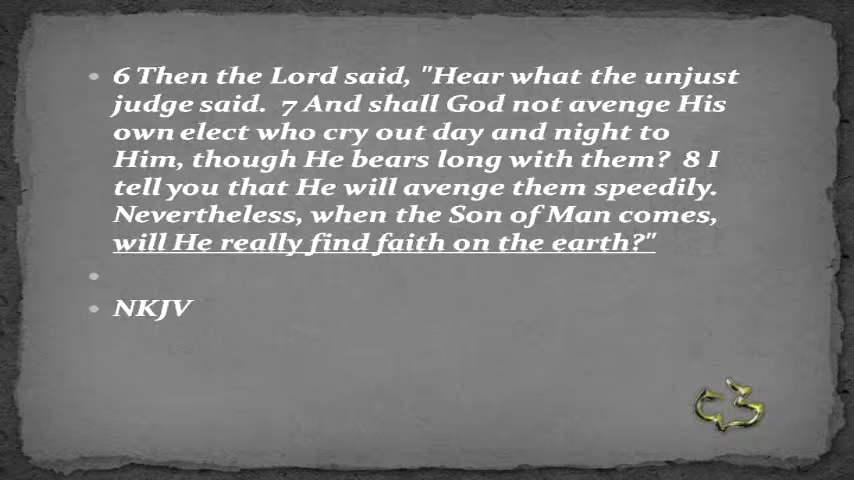 6 Then the Lord said, "Hear what the unjust
judge said. 7 And shall God not avenge His
own elect who cry out day and night to
Him, though He bears long with them? 8 I
tell you that He will avenge them speedily.
Nevertheless, when the Son of Man comes,
will He really find faith on the earth?"
NKJV
C3